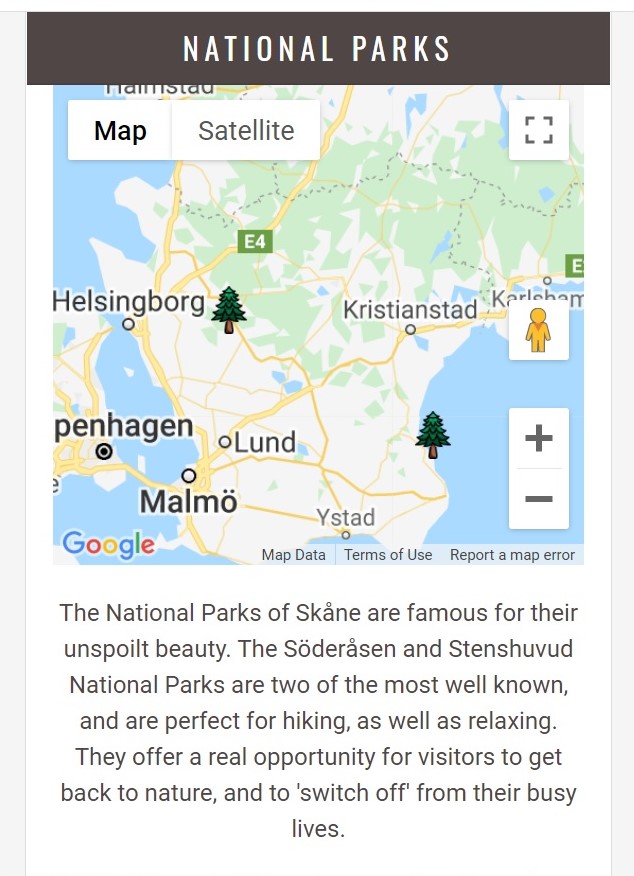 NATIONAL PARKS
Halmstad
Map Satellite
E4
E
Helsingborg
Kristianstad
Karlsham
penhagen
Lund
Malmö
Ystad
Google
Map Data Terms of Use Report a map error
The National Parks of Skåne are famous for their
unspoilt beauty. The Söderåsen and Stenshuvud
National Parks are two of the most well known,
and are perfect for hiking, as well as relaxing.
They offer a real opportunity for visitors to get
back to nature, and to 'switch off' from their busy
lives.